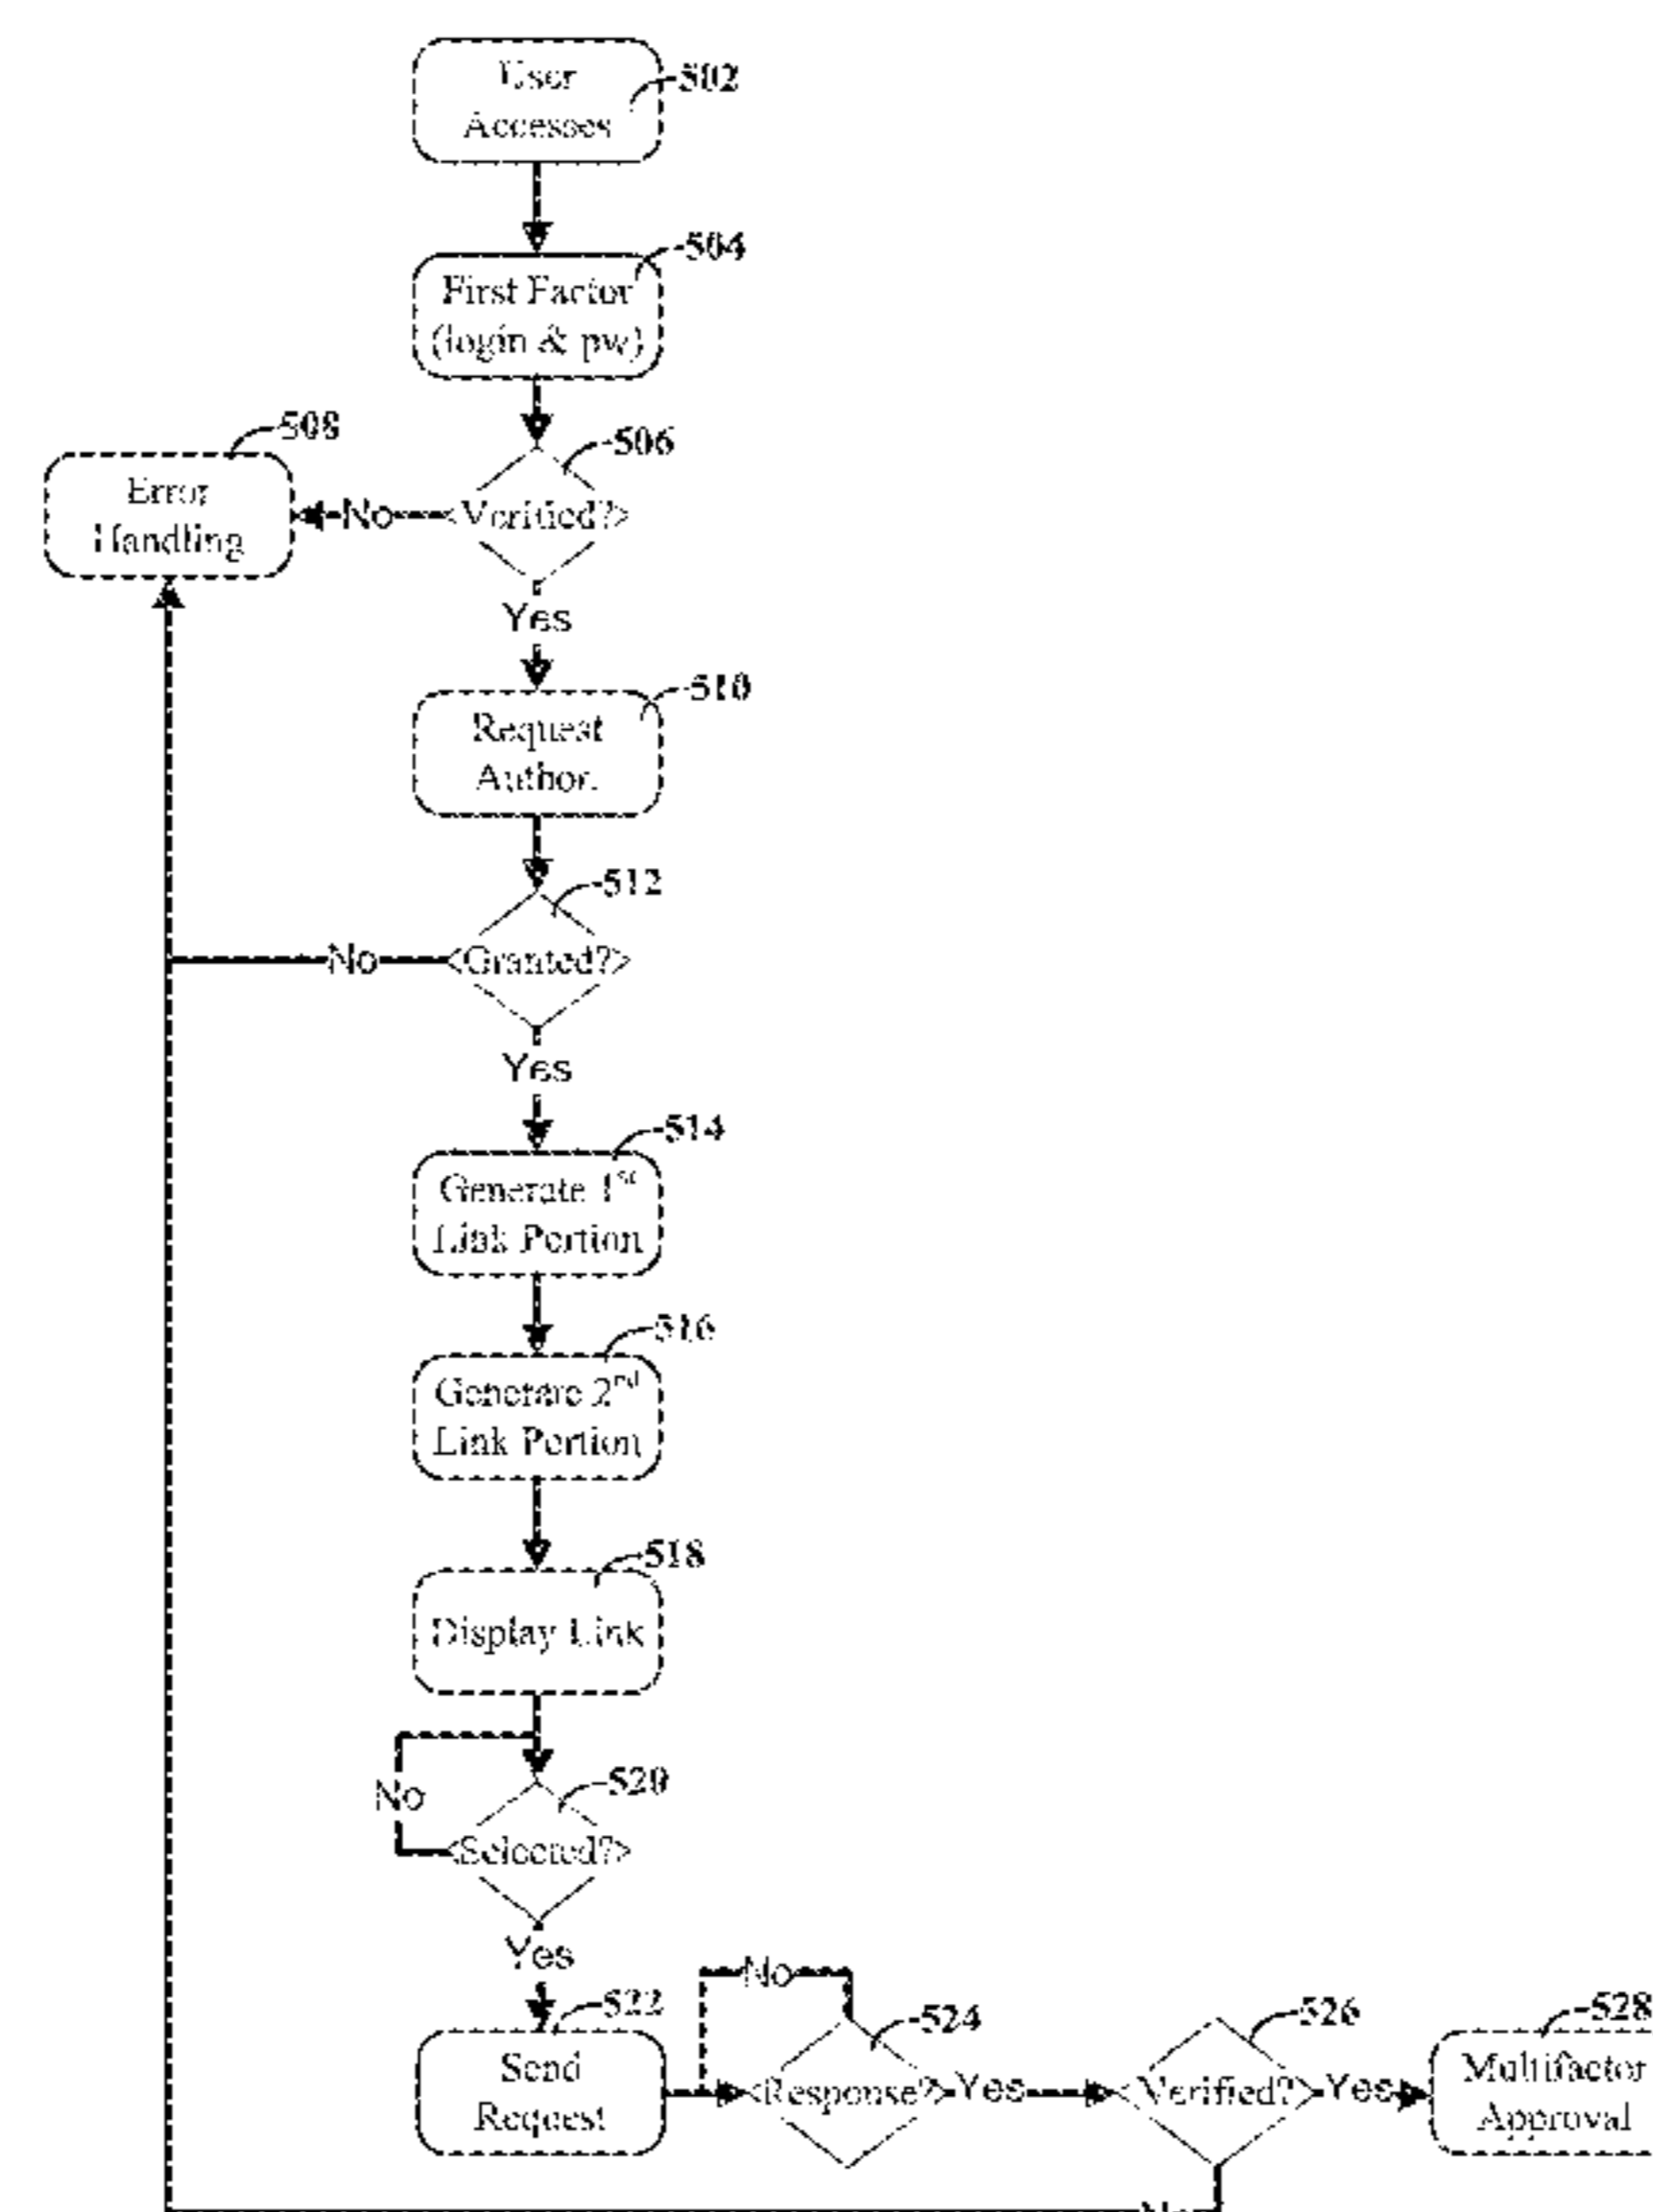 User
Accesses
502
First Factor
(login & pw)
504
Verified?
506
No
Error
Handling
508
Yes
Request
Author.
510
Granted?
512
No
Yes
Generate 1st
Link Portion
514
Generate 2nd
Link Portion
516
Display Link
518
Selected?
520
No
Yes
Send
Request
522
No
Response?
524
Yes
Verified?
526
Yes
Multifactor
Approval
528
No